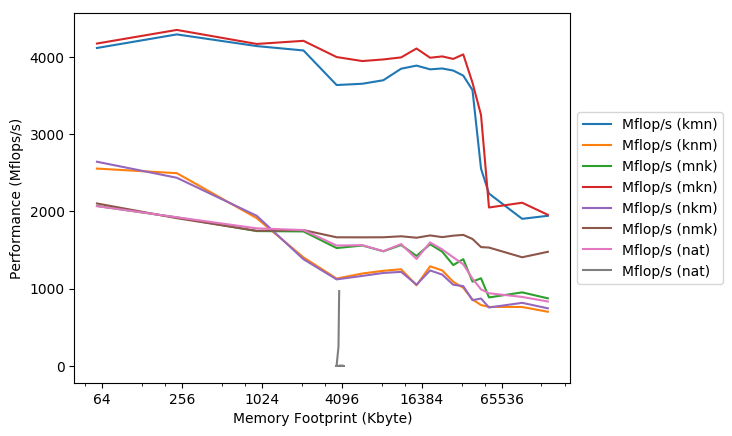 4000
3000
2000
1000
0
Performance (Mflops/s)
64 256 1024 4096 16384 65536
Memory Footprint (Kbyte)
Mflop/s (kmn)
Mflop/s (knm)
Mflop/s (mnk)
Mflop/s (mkn)
Mflop/s (nkm)
Mflop/s (nmk)
Mflop/s (nat)
Mflop/s (nat)